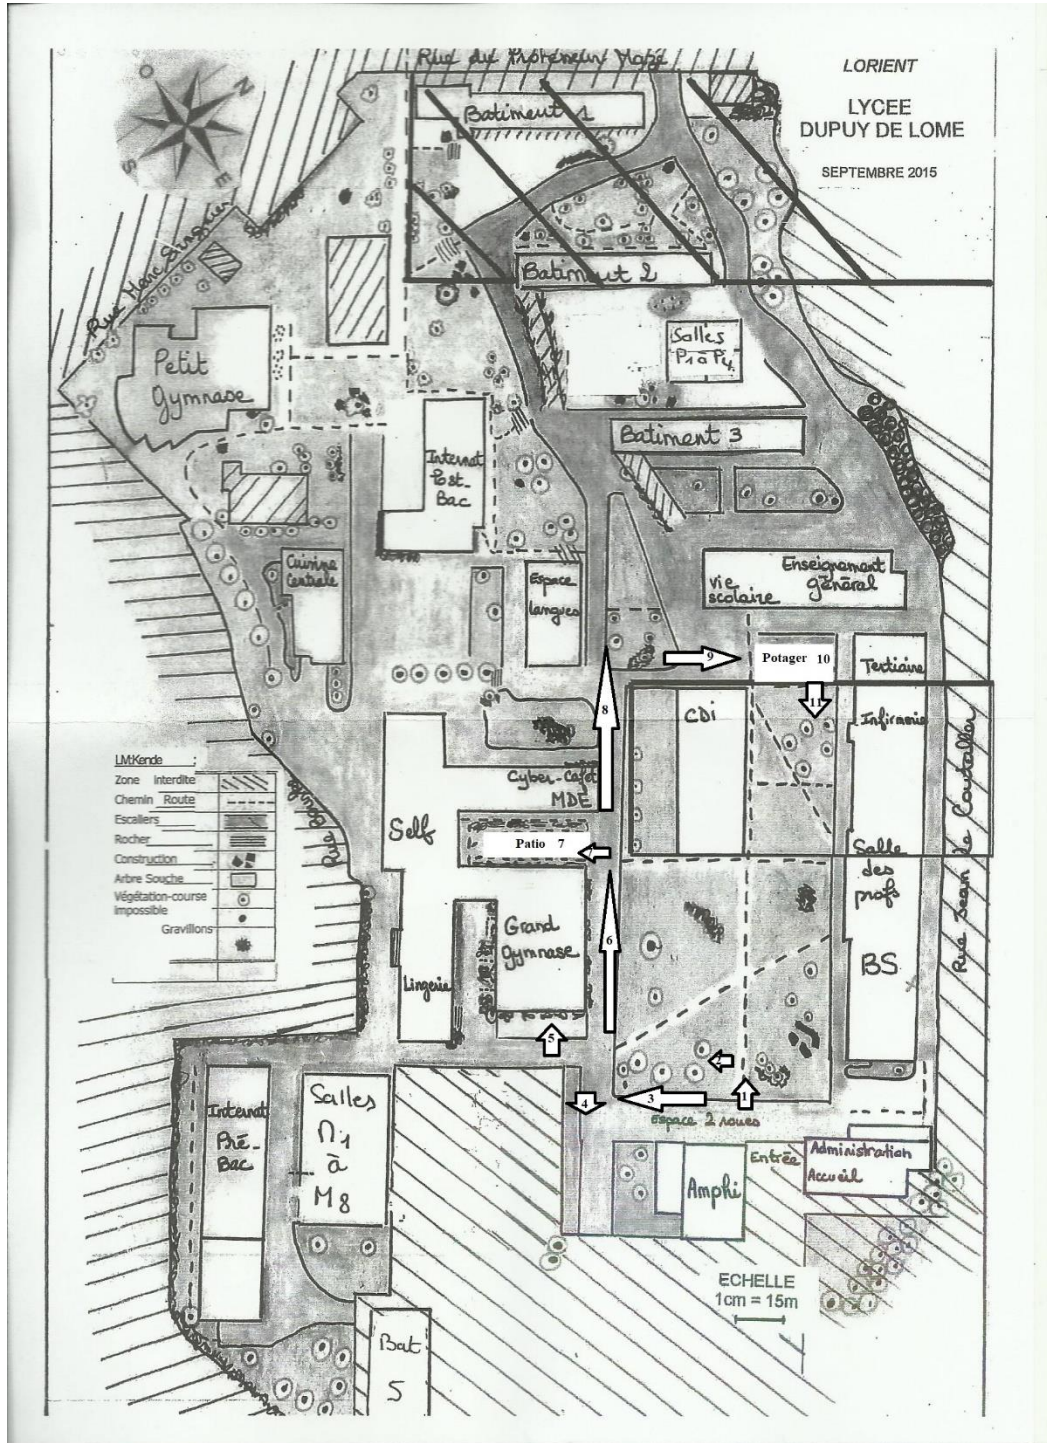 Rue du Professeur Mazé
LORIENT
LYCEE
DUPUY DE LOME
SEPTEMBRE 2015
O
N
S
E
Batiment 1
Batiment 2
Salles
P1 à P4
Rue Marc Sangnier
Petit
gymnase
Batiment 3
Internat
Post-
Bac
Cuisine
Centrale
Espace
langues
Enseignement
général
vie
scolaire
9
Potager 10
Tertiaire
11
8
CDi
Infirmerie
Cyber-Café
MDE
Self
Patio 7
7
Salle
des
profs
BS
Rue Jean de Coutaller
LM:Kende :
Zone Interdite
Chemin Route
Escaliers
Rocher
Construction
Arbre Souche
Végétation-course
impossible
Gravillons
Grand
gymnase
6
Lingerie
5
4
3
2
1
Espace 2 roues
Internat
Pré-
Bac
Salles
M1
à
M8
Amphi
Entrée
Administration
Accueil
ECHELLE
1cm = 15m
Bat
5